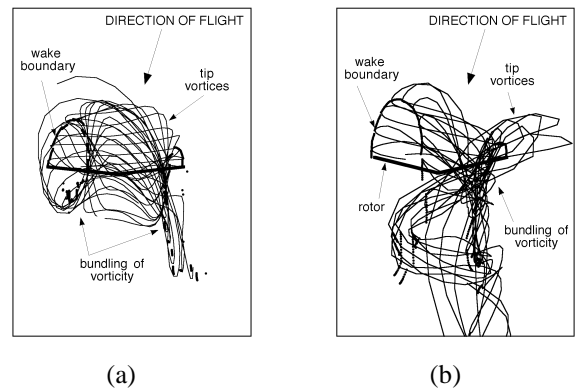 DIRECTION OF FLIGHT
wake
boundary
tip
vortices
bundling of
vorticity
(a)
DIRECTION OF FLIGHT
wake
boundary
tip
vortices
rotor
bundling of
vorticity
(b)